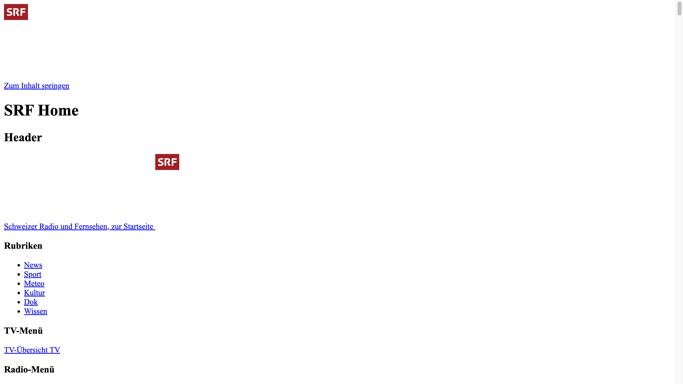 SRF
Zum Inhalt springen
SRF Home
Header
SRF
Schweizer Radio und Fernsehen, zur Startseite
Rubriken
News
Sport
Meteo
Kultur
Dok
Wissen
TV-Menü
TV-Übersicht TV
Radio-Menü